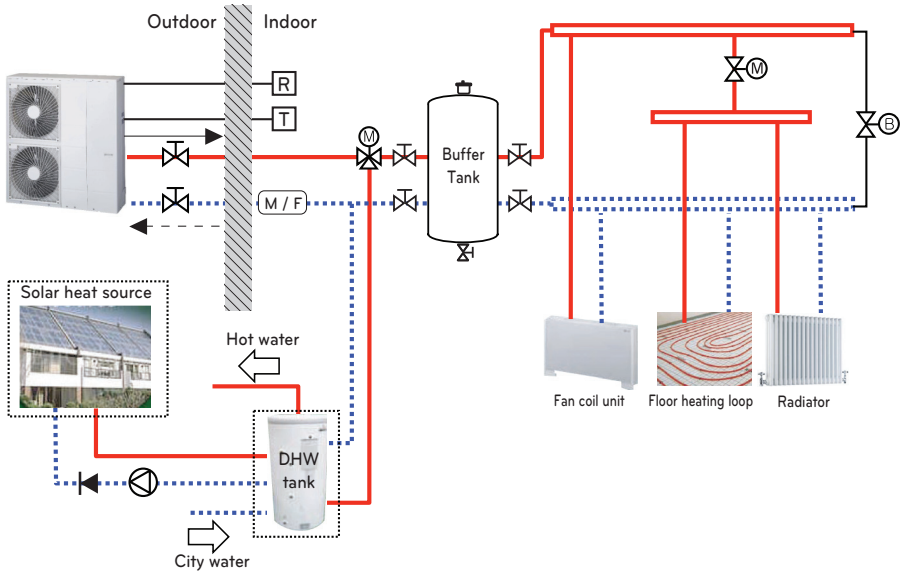 Outdoor
Indoor
R
T
M
M / F
Buffer
Tank
M
B
Solar heat source
Hot water
DHW
tank
City water
Fan coil unit
Floor heating loop
Radiator